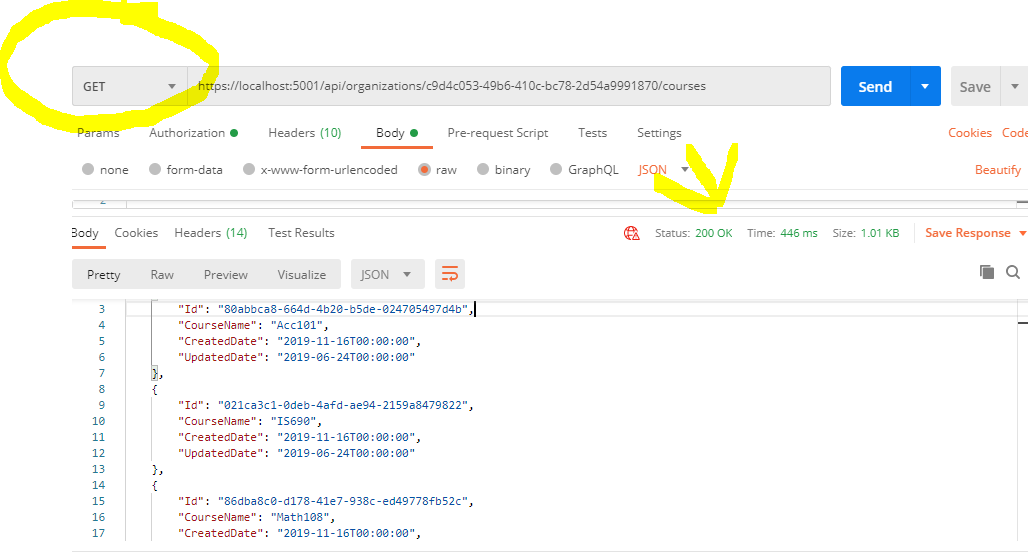 GET https://localhost:5001/api/organizations/c9d4c053-49b6-410c-bc78-2d54a9991870/courses Send Save
Params Authorization Headers (10) Body Pre-request Script Tests Settings Cookies Code
none form-data x-www-form-urlencoded raw binary GraphQL JSON Beautify
Body Cookies Headers (14) Test Results Status: 200 OK Time: 446 ms Size: 1.01 KB Save Response
Pretty Raw Preview Visualize JSON
3 "Id": "80abbca8-664d-4b20-b5de-024705497d4b",
4 "CourseName": "Acc101",
5 "CreatedDate": "2019-11-16T00:00:00",
6 "UpdatedDate": "2019-06-24T00:00:00"
7 },
8 {
9 "Id": "021ca3c1-0deb-4afd-ae94-2159a8479822",
10 "CourseName": "IS690",
11 "CreatedDate": "2019-11-16T00:00:00",
12 "UpdatedDate": "2019-06-24T00:00:00"
13 },
14 {
15 "Id": "86dba8c0-d178-41e7-938c-ed49778fb52c",
16 "CourseName": "Math108",
17 "CreatedDate": "2019-11-16T00:00:00",